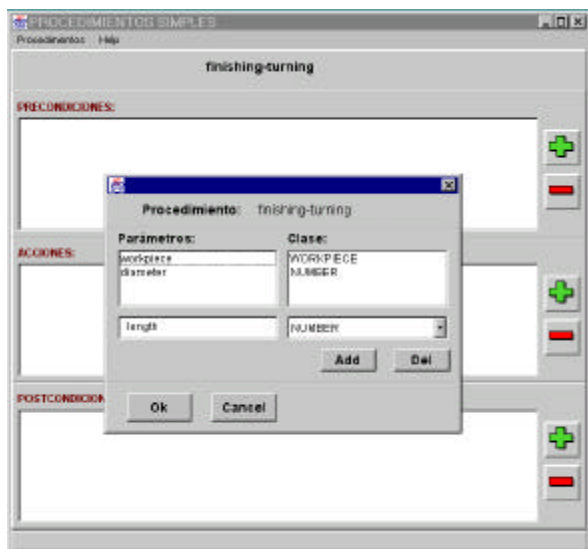 PROCEDIMIENTOS SIMPLES
Procedimientos Help
finishing-turning
PRECONDICIONES:
Procedimiento: finishing-turning
Parámetros: Clase:
workpiece WORKPIECE
diameter NUMBER
ACCIONES:
length NUMBER
Add Del
POSTCONDICION
Ok Cancel